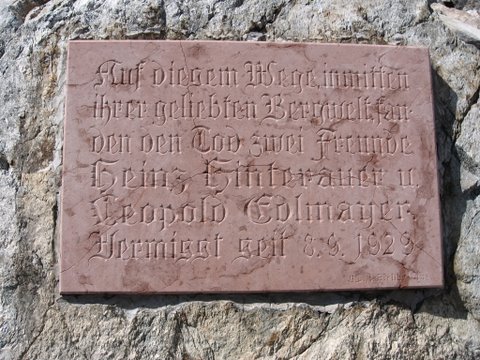 Auf diesem Wege, inmitten
ihrer geliebten Bergwelt, fan-
den den Tod zwei Freunde
Heinz Hinterauer u.
Leopold Edlmayer.
Vermisst seit 8.9. 1929